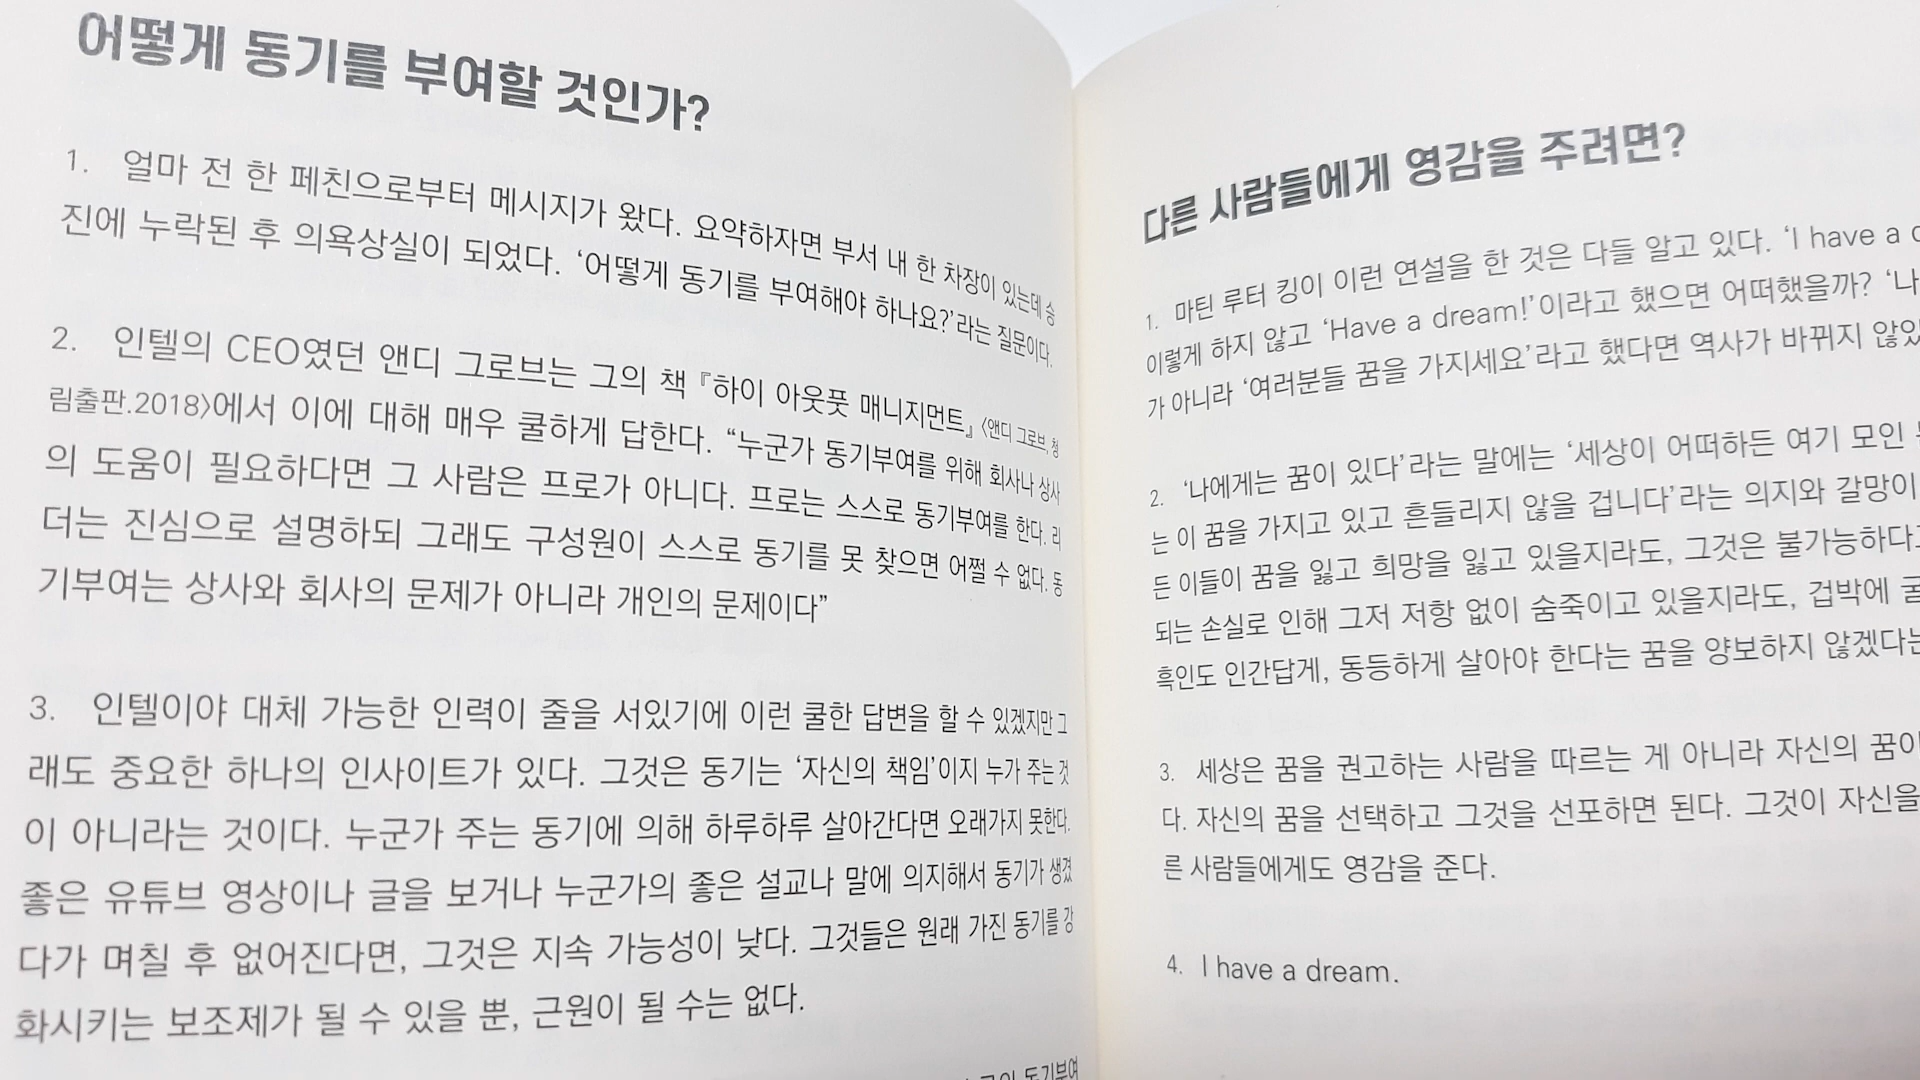 어떻게 동기를 부여할 것인가?
1. 얼마 전 한 페친으로부터 메시지가 왔다. 요약하자면 부서 내 한 차장이 있는데 승
진에 누락된 후 의욕상실이 되었다. ‘어떻게 동기를 부여해야 하나요?’라는 질문이다.
2. 인텔의 CEO였던 앤디 그로브는 그의 책 『하이 아웃풋 매니지먼트』 〈앤디 그로브, 청
림출판.2018〉에서 이에 대해 매우 쿨하게 답한다. “누군가 동기부여를 위해 회사나 상사
의 도움이 필요하다면 그 사람은 프로가 아니다. 프로는 스스로 동기부여를 한다. 리
더는 진심으로 설명하되 그래도 구성원이 스스로 동기를 못 찾으면 어쩔 수 없다. 동
기부여는 상사와 회사의 문제가 아니라 개인의 문제이다”
3. 인텔이야 대체 가능한 인력이 줄을 서있기에 이런 쿨한 답변을 할 수 있겠지만 그
래도 중요한 하나의 인사이트가 있다. 그것은 동기는 ‘자신의 책임’이지 누가 주는 것
이 아니라는 것이다. 누군가 주는 동기에 의해 하루하루 살아간다면 오래가지 못한다.
좋은 유튜브 영상이나 글을 보거나 누군가의 좋은 설교나 말에 의지해서 동기가 생겼
다가 며칠 후 없어진다면, 그것은 지속 가능성이 낮다. 그것들은 원래 가진 동기를 강
화시키는 보조제가 될 수 있을 뿐, 근원이 될 수는 없다.
동기부여
다른 사람들에게 영감을 주려면?
1. 마틴 루터 킹이 이런 연설을 한 것은 다들 알고 있다. ‘I have a
이렇게 하지 않고 ‘Have a dream!’이라고 했으면 어떠했을까? ‘나
가 아니라 ‘여러분들 꿈을 가지세요’라고 했다면 역사가 바뀌지 않았
2. ‘나에게는 꿈이 있다’라는 말에는 ‘세상이 어떠하든 여기 모인
는 이 꿈을 가지고 있고 흔들리지 않을 겁니다’라는 의지와 갈망이
든 이들이 꿈을 잃고 희망을 잃고 있을지라도, 그것은 불가능하다고
되는 손실로 인해 그저 저항 없이 숨죽이고 있을지라도, 겁박에 굴
흑인도 인간답게, 동등하게 살아야 한다는 꿈을 양보하지 않겠다는
3. 세상은 꿈을 권고하는 사람을 따르는 게 아니라 자신의 꿈이
다. 자신의 꿈을 선택하고 그것을 선포하면 된다. 그것이 자신을
른 사람들에게도 영감을 준다.
4. I have a dream.